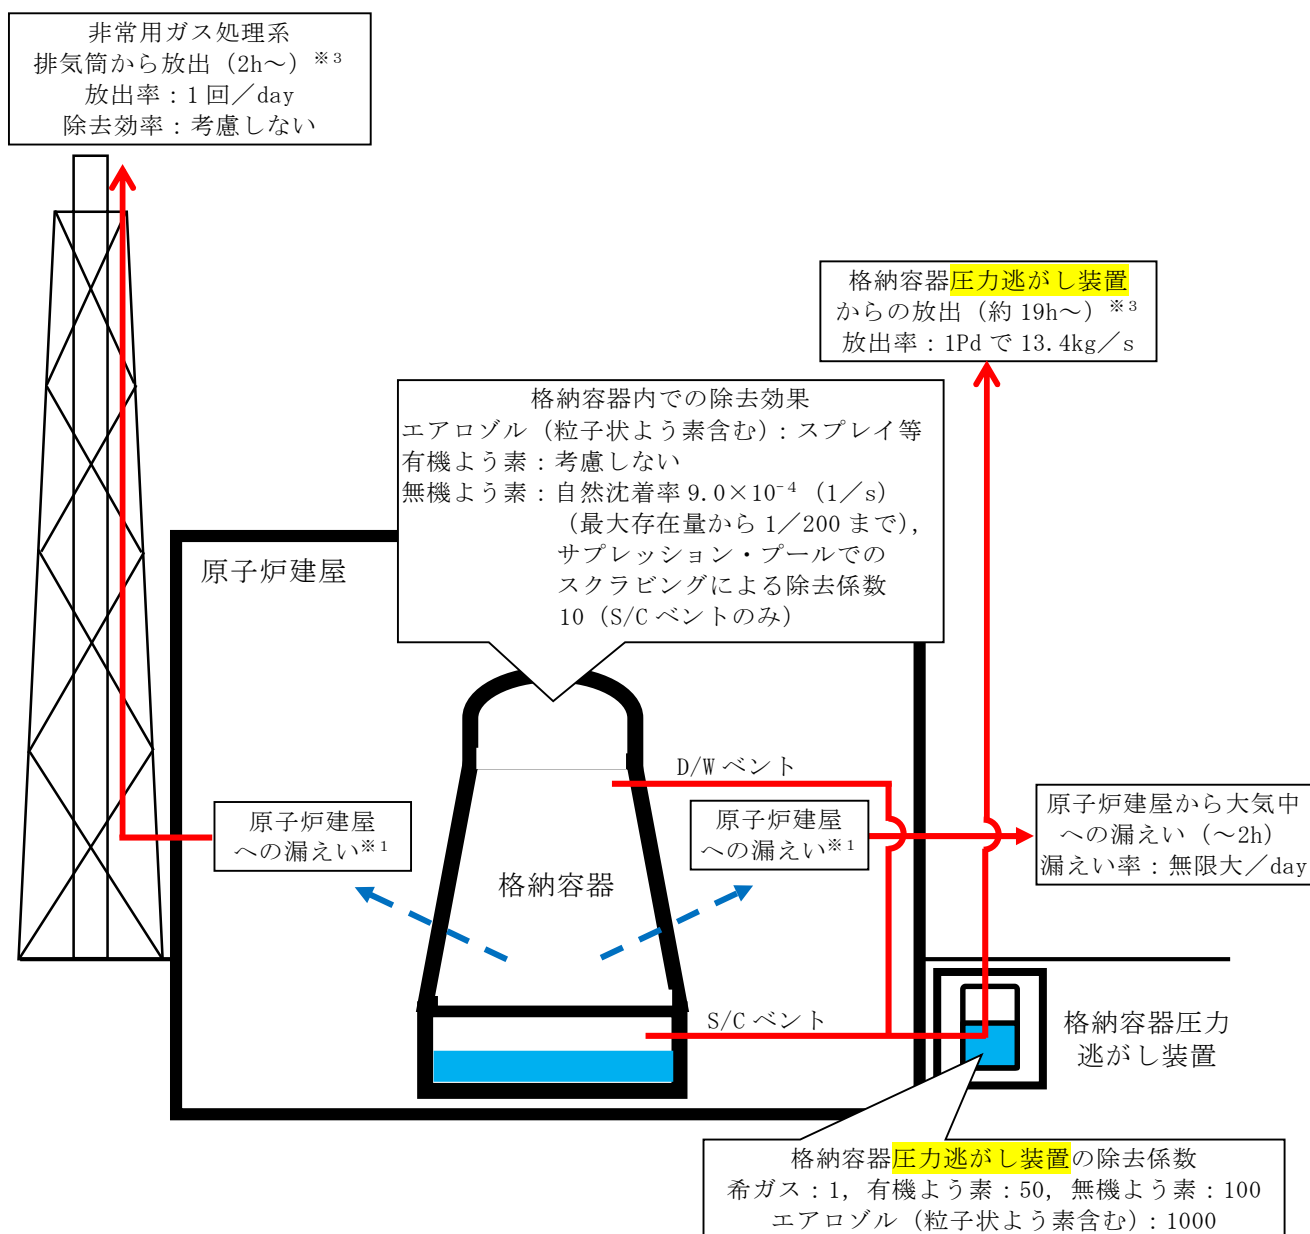 非常用ガス処理系
排気筒から放出（2h～）※3
放出率：1回／day
除去効率：考慮しない
格納容器圧力逃がし装置
からの放出（約19h～）※3
放出率：1Pdで13.4kg／s
格納容器内での除去効果
エアロゾル（粒子状よう素含む）：スプレイ等
有機よう素：考慮しない
無機よう素：自然沈着率9.0×10⁻⁴（1／s）
（最大存在量から1／200まで），
サプレッション・プールでの
スクラビングによる除去係数
10（S/Cベントのみ）
原子炉建屋
D/Wベント
原子炉建屋
への漏えい※1
原子炉建屋
への漏えい※1
原子炉建屋から大気中
への漏えい（～2h）
漏えい率：無限大／day
格納容器
S/Cベント
格納容器圧力
逃がし装置
格納容器圧力逃がし装置の除去係数
希ガス：1，有機よう素：50，無機よう素：100
エアロゾル（粒子状よう素含む）：1000